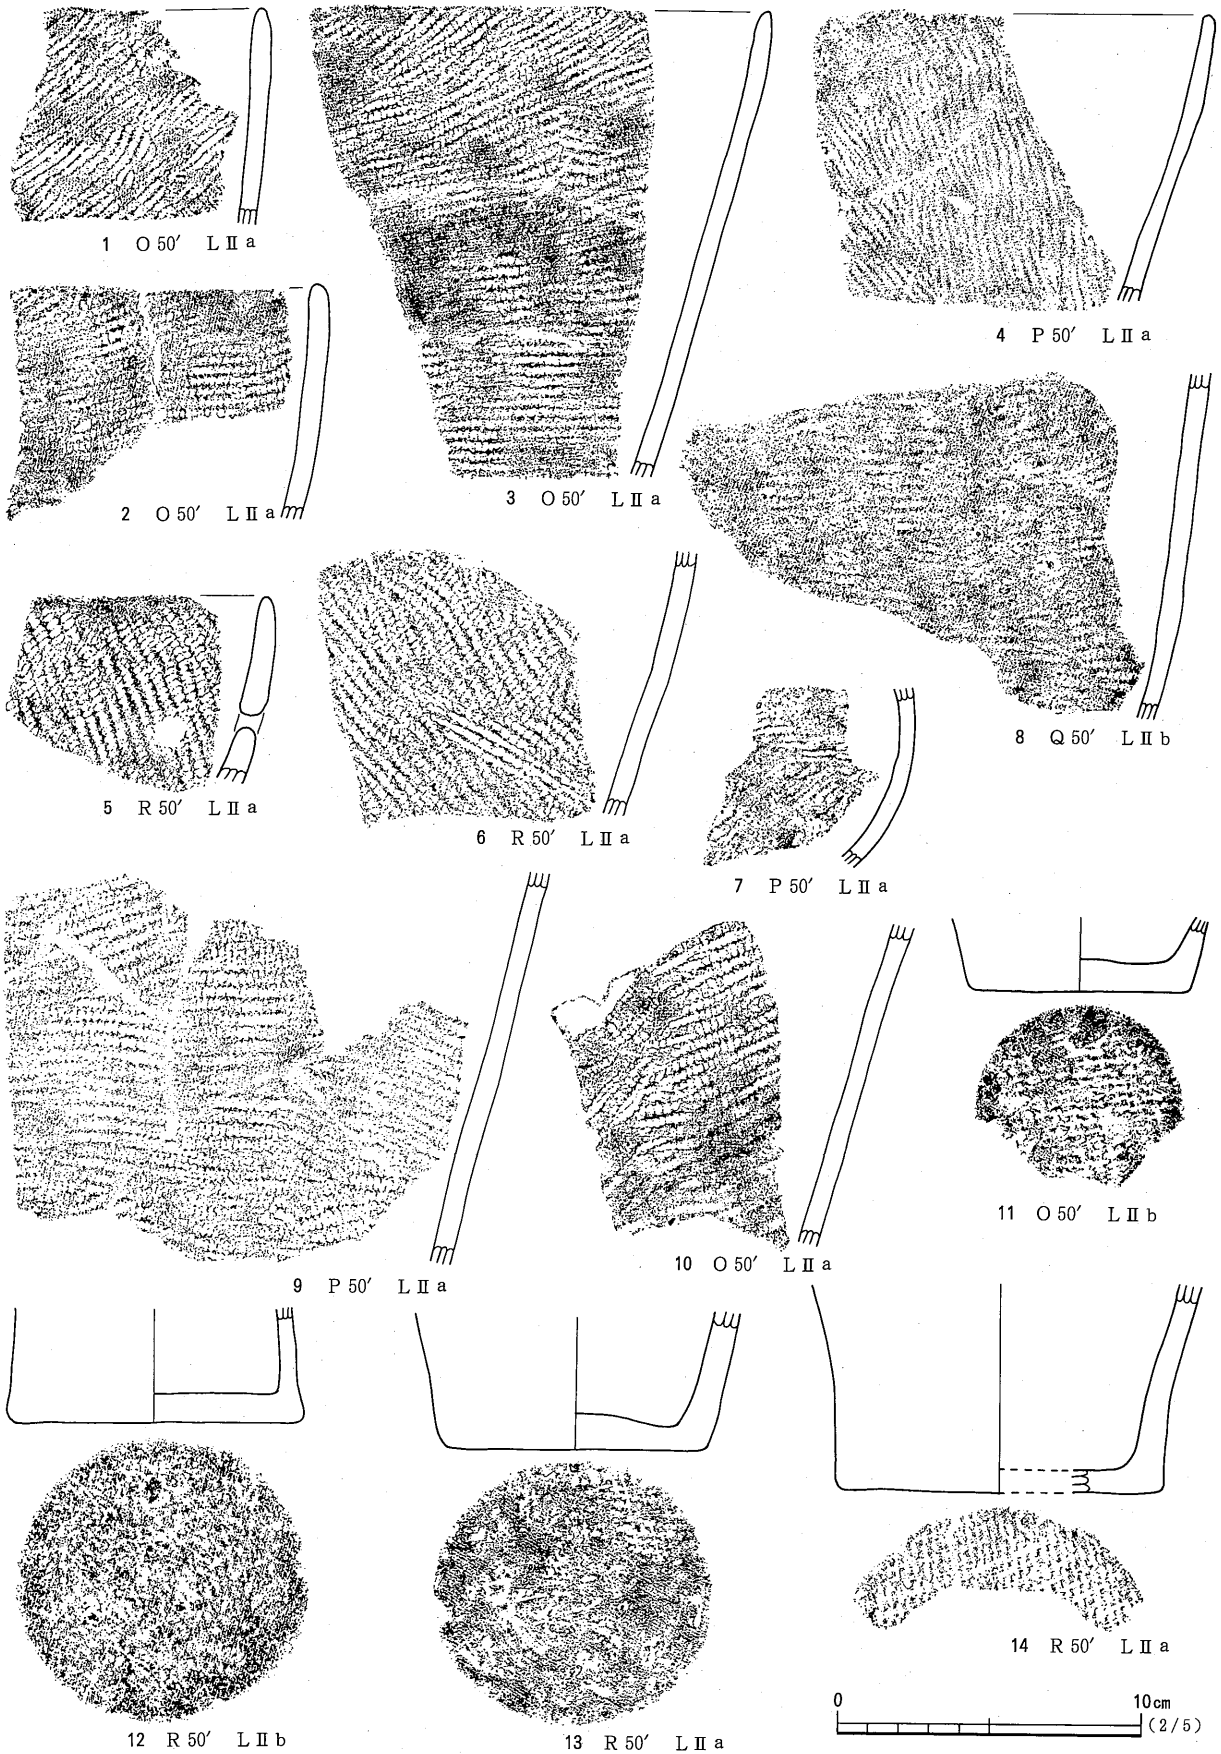 1 O 50′ L Ⅱ a
2 O 50′ L Ⅱ a
3 O 50′ L Ⅱ a
4 P 50′ L Ⅱ a
5 R 50′ L Ⅱ a
6 R 50′ L Ⅱ a
7 P 50′ L Ⅱ a
8 Q 50′ L Ⅱ b
9 P 50′ L Ⅱ a
10 O 50′ L Ⅱ a
11 O 50′ L Ⅱ b
12 R 50′ L Ⅱ b
13 R 50′ L Ⅱ a
14 R 50′ L Ⅱ a
0 10cm
(2/5)